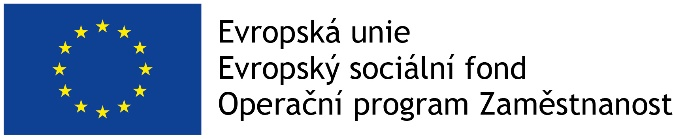 Evropská unie
Evropský sociální fond
Operační program Zaměstnanost